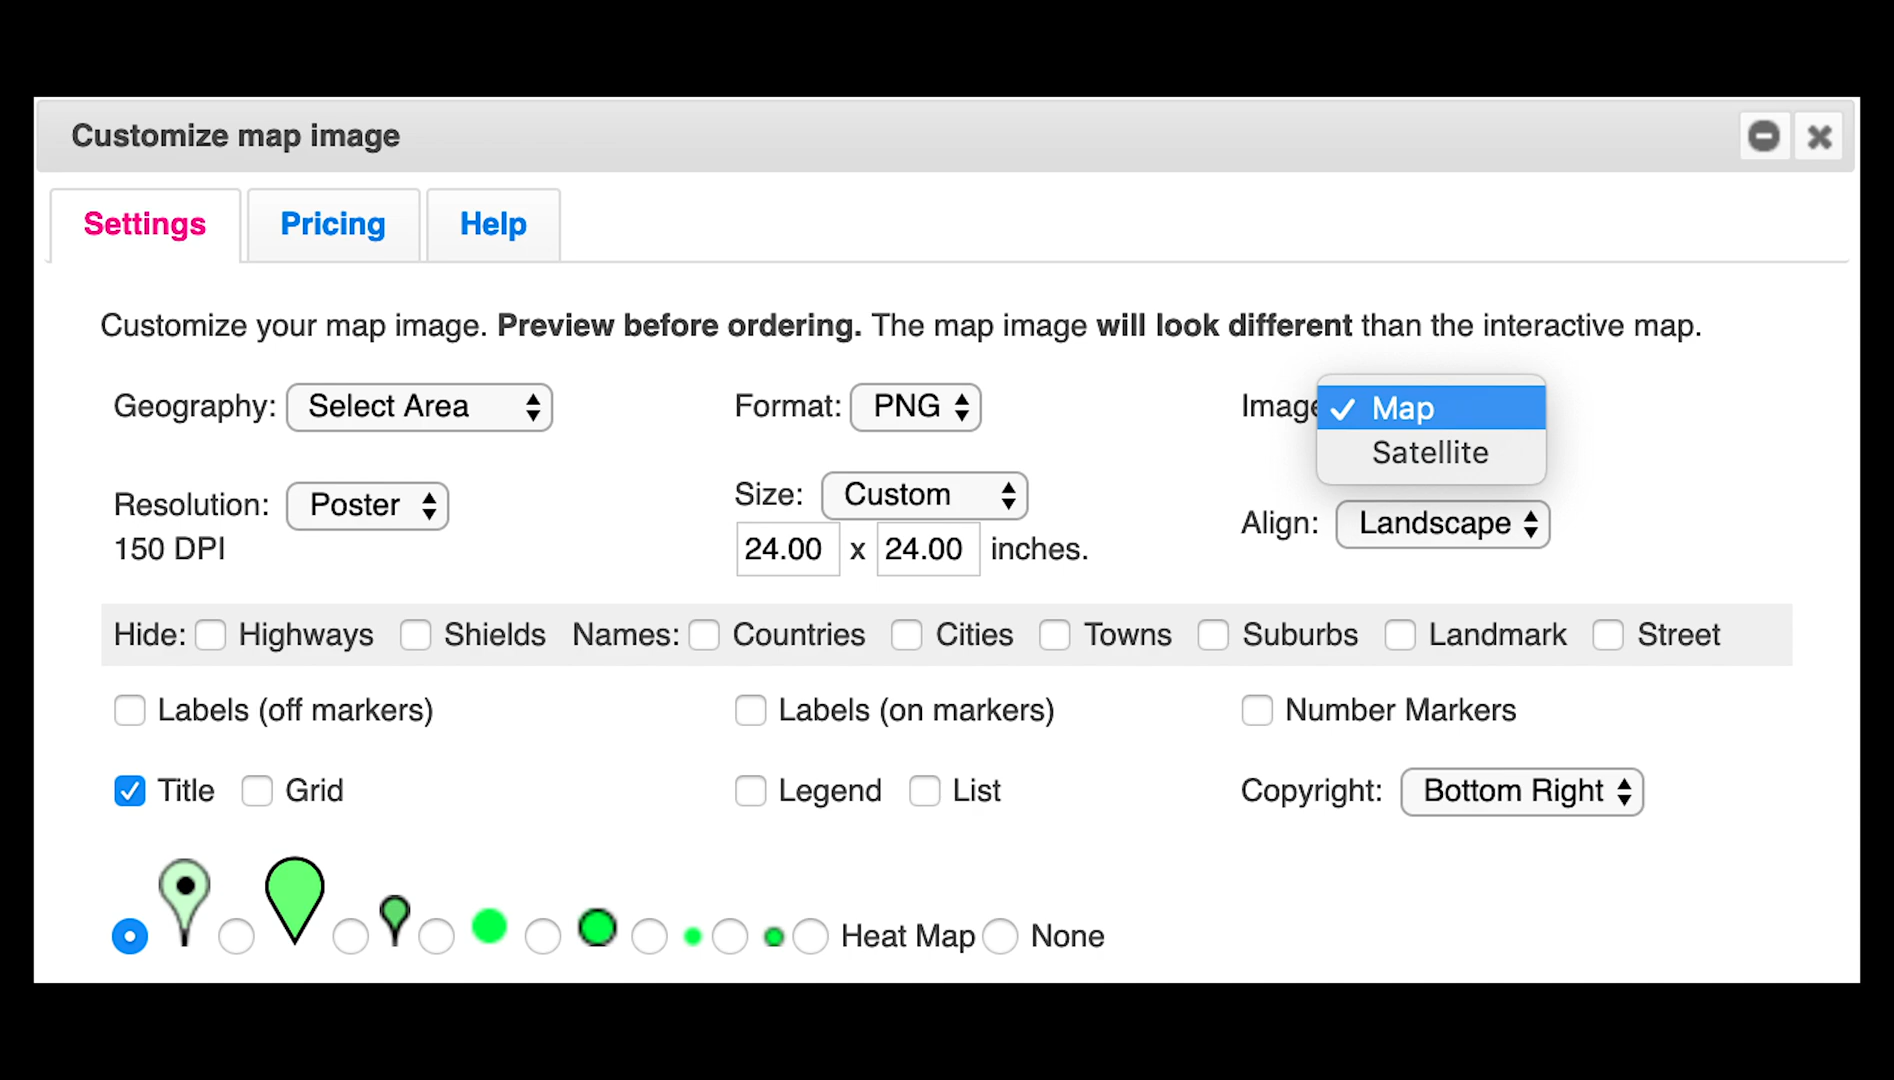 Customize map image
Settings Pricing Help
Customize your map image. Preview before ordering. The map image will look different than the interactive map.
Geography: Select Area Format: PNG Image Map
Satellite
Resolution: Poster Size: Custom Align: Landscape
150 DPI 24.00 x 24.00 inches.
Hide: Highways Shields Names: Countries Cities Towns Suburbs Landmark Street
Labels (off markers) Labels (on markers) Number Markers
Title Grid Legend List Copyright: Bottom Right
Heat Map None